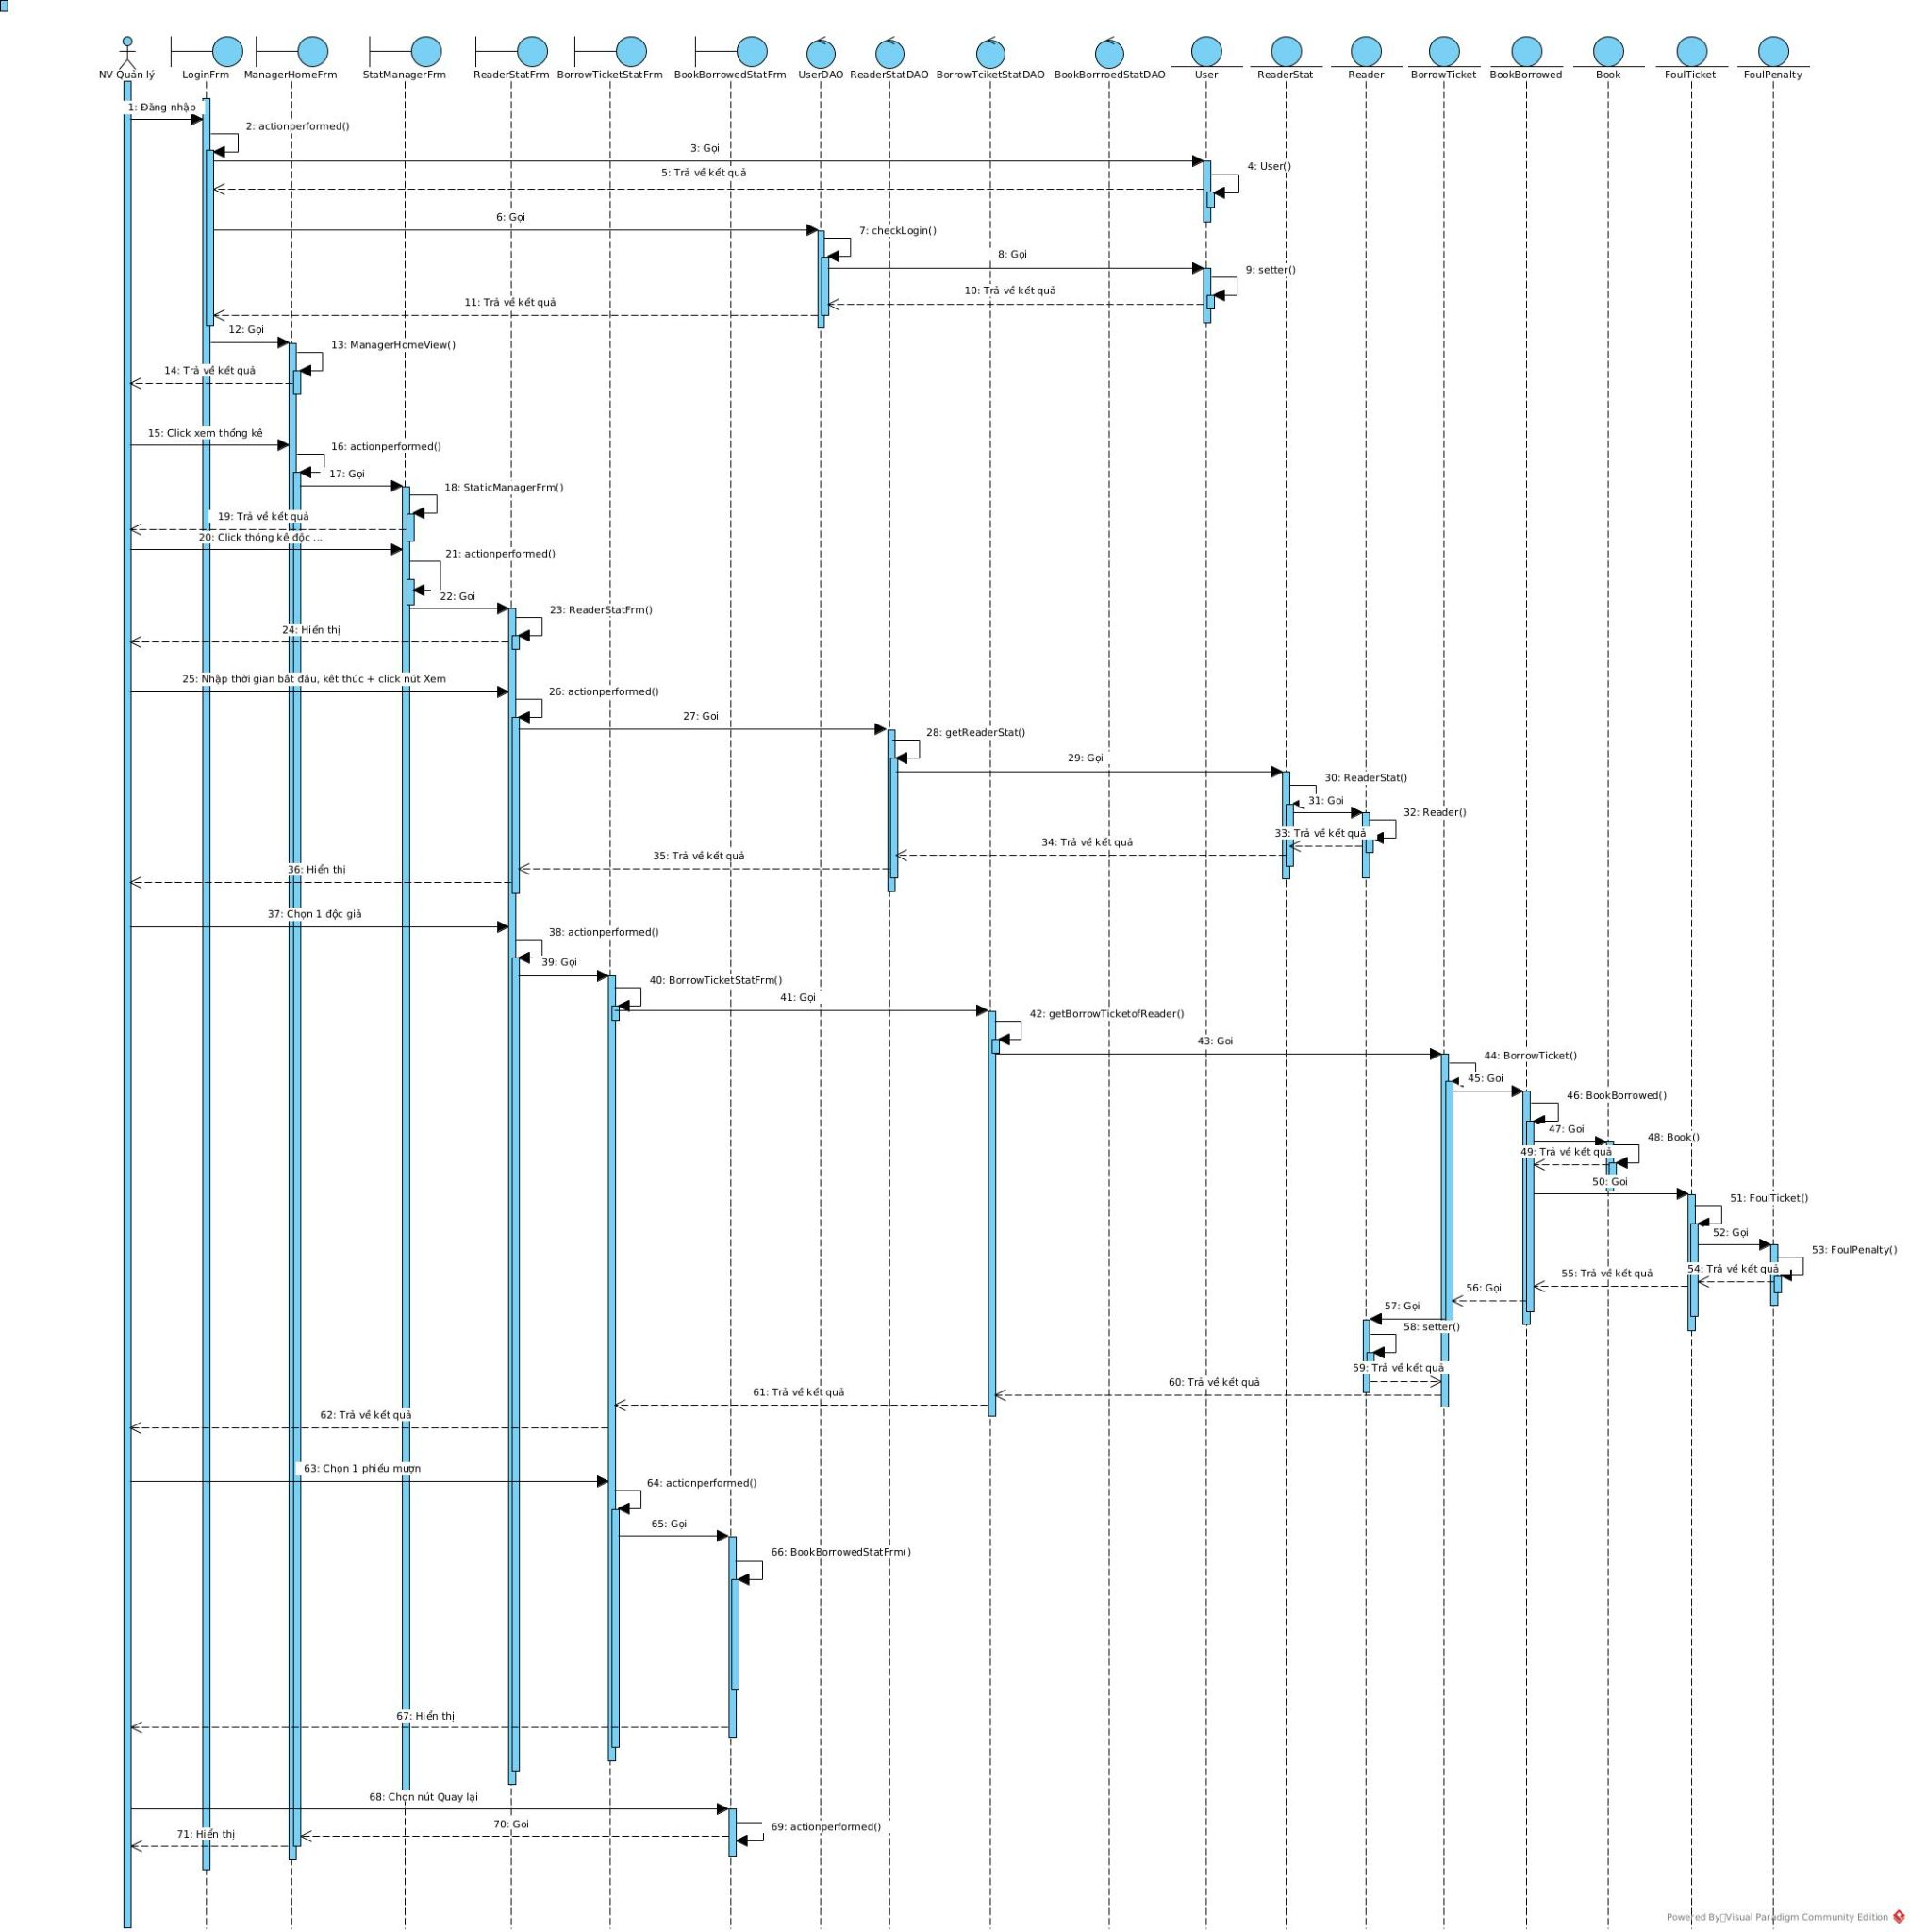 NV Quản lý
LoginFrm
ManagerHomeFrm
StatManagerFrm
ReaderStatFrm
BorrowTicketStatFrm
BookBorrowedStatFrm
UserDAO
ReaderStatDAO
BorrowTciketStatDAO
BookBorrroedStatDAO
User
ReaderStat
Reader
BorrowTicket
BookBorrowed
Book
FoulTicket
FoulPenalty
1: Đăng nhập
2: actionperformed()
3: Gọi
4: User()
5: Trả về kết quả
6: Gọi
7: checkLogin()
8: Gọi
9: setter()
10: Trả về kết quả
11: Trả về kết quả
12: Gọi
13: ManagerHomeView()
14: Trả về kết quả
15: Click xem thống kê
16: actionperformed()
17: Gọi
18: StaticManagerFrm()
19: Trả về kết quả
20: Click thóng kê độc ...
21: actionperformed()
22: Goi
23: ReaderStatFrm()
24: Hiển thị
25: Nhập thời gian bắt đầu, kêt thúc + click nút Xem
26: actionperformed()
27: Goi
28: getReaderStat()
29: Gọi
30: ReaderStat()
31: Goi
32: Reader()
33: Trả về kết quả
34: Trả về kết quả
35: Trả về kết quả
36: Hiển thị
37: Chọn 1 độc giả
38: actionperformed()
39: Gọi
40: BorrowTicketStatFrm()
41: Gọi
42: getBorrowTicketofReader()
43: Goi
44: BorrowTicket()
45: Goi
46: BookBorrowed()
47: Goi
48: Book()
49: Trả về kết quả
50: Goi
51: FoulTicket()
52: Gọi
53: FoulPenalty()
54: Trả về kết quả
55: Trả về kết quả
56: Gọi
57: Gọi
58: setter()
59: Trả về kết quả
60: Trả về kết quả
61: Trả về kết quả
62: Trả về kết quả
63: Chọn 1 phiếu mượn
64: actionperformed()
65: Gọi
66: BookBorrowedStatFrm()
67: Hiển thị
68: Chọn nút Quay lại
69: actionperformed()
70: Goi
71: Hiển thị
Powered By Visual Paradigm Community Edition